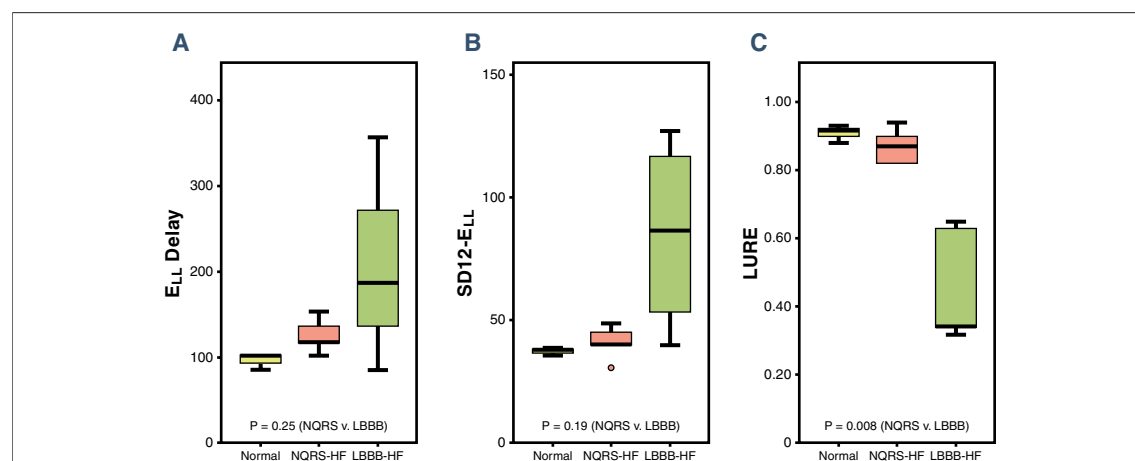 A
B
C
400
300
200
100
0
E_LL Delay
P = 0.25 (NQRS v. LBBB)
Normal NQRS-HF LBBB-HF
150
100
50
0
SD12-E_LL
P = 0.19 (NQRS v. LBBB)
Normal NQRS-HF LBBB-HF
1.00
0.80
0.60
0.40
0.20
0
LURE
P = 0.008 (NQRS v. LBBB)
Normal NQRS-HF LBBB-HF